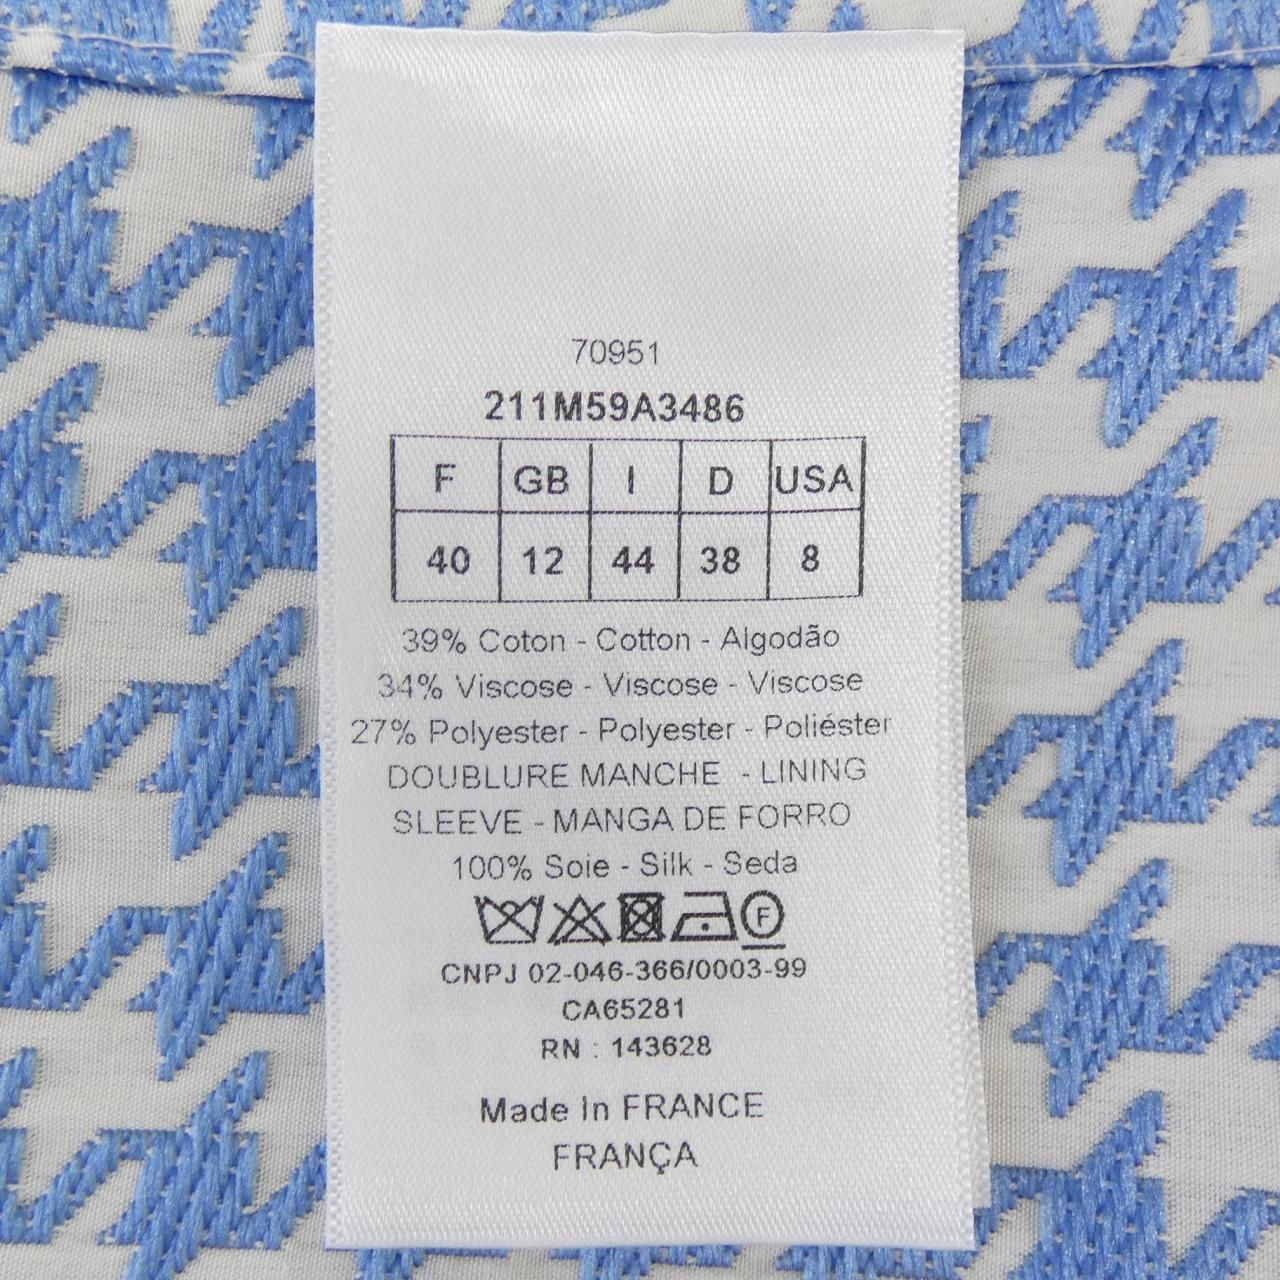 70951
211M59A3486
F GB I D USA
40 12 44 38 8
39% Coton - Cotton - Algodão
34% Viscose - Viscose - Viscose
27% Polyester - Polyester - Poliéster
DOUBLURE MANCHE - LINING
SLEEVE - MANGA DE FORRO
100% Soie - Silk - Seda
F
CNPJ 02-046-366/0003-99
CA65281
RN : 143628
Made In FRANCE
FRANÇA